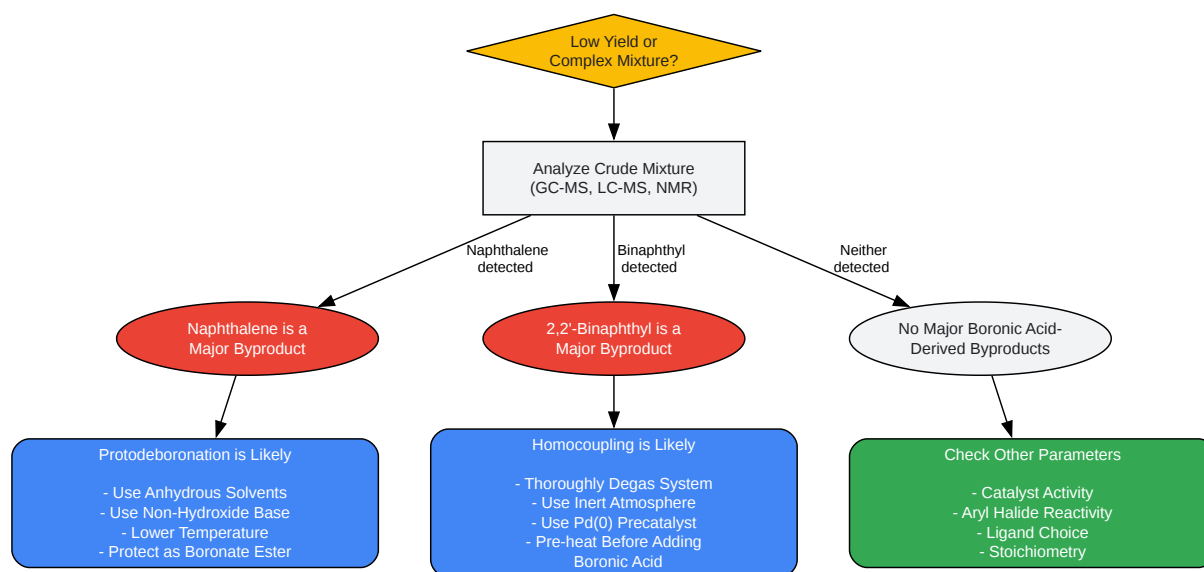 Low Yield or
Complex Mixture?
Analyze Crude Mixture
(GC-MS, LC-MS, NMR)
Naphthalene
detected
Binaphthyl
detected
Neither
detected
Naphthalene is a
Major Byproduct
2,2'-Binaphthyl is a
Major Byproduct
No Major Boronic Acid-
Derived Byproducts
Protodeboronation is Likely
- Use Anhydrous Solvents
- Use Non-Hydroxide Base
- Lower Temperature
- Protect as Boronate Ester
Homocoupling is Likely
- Thoroughly Degas System
- Use Inert Atmosphere
- Use Pd(0) Precatalyst
- Pre-heat Before Adding
Boronic Acid
Check Other Parameters
- Catalyst Activity
- Aryl Halide Reactivity
- Ligand Choice
- Stoichiometry